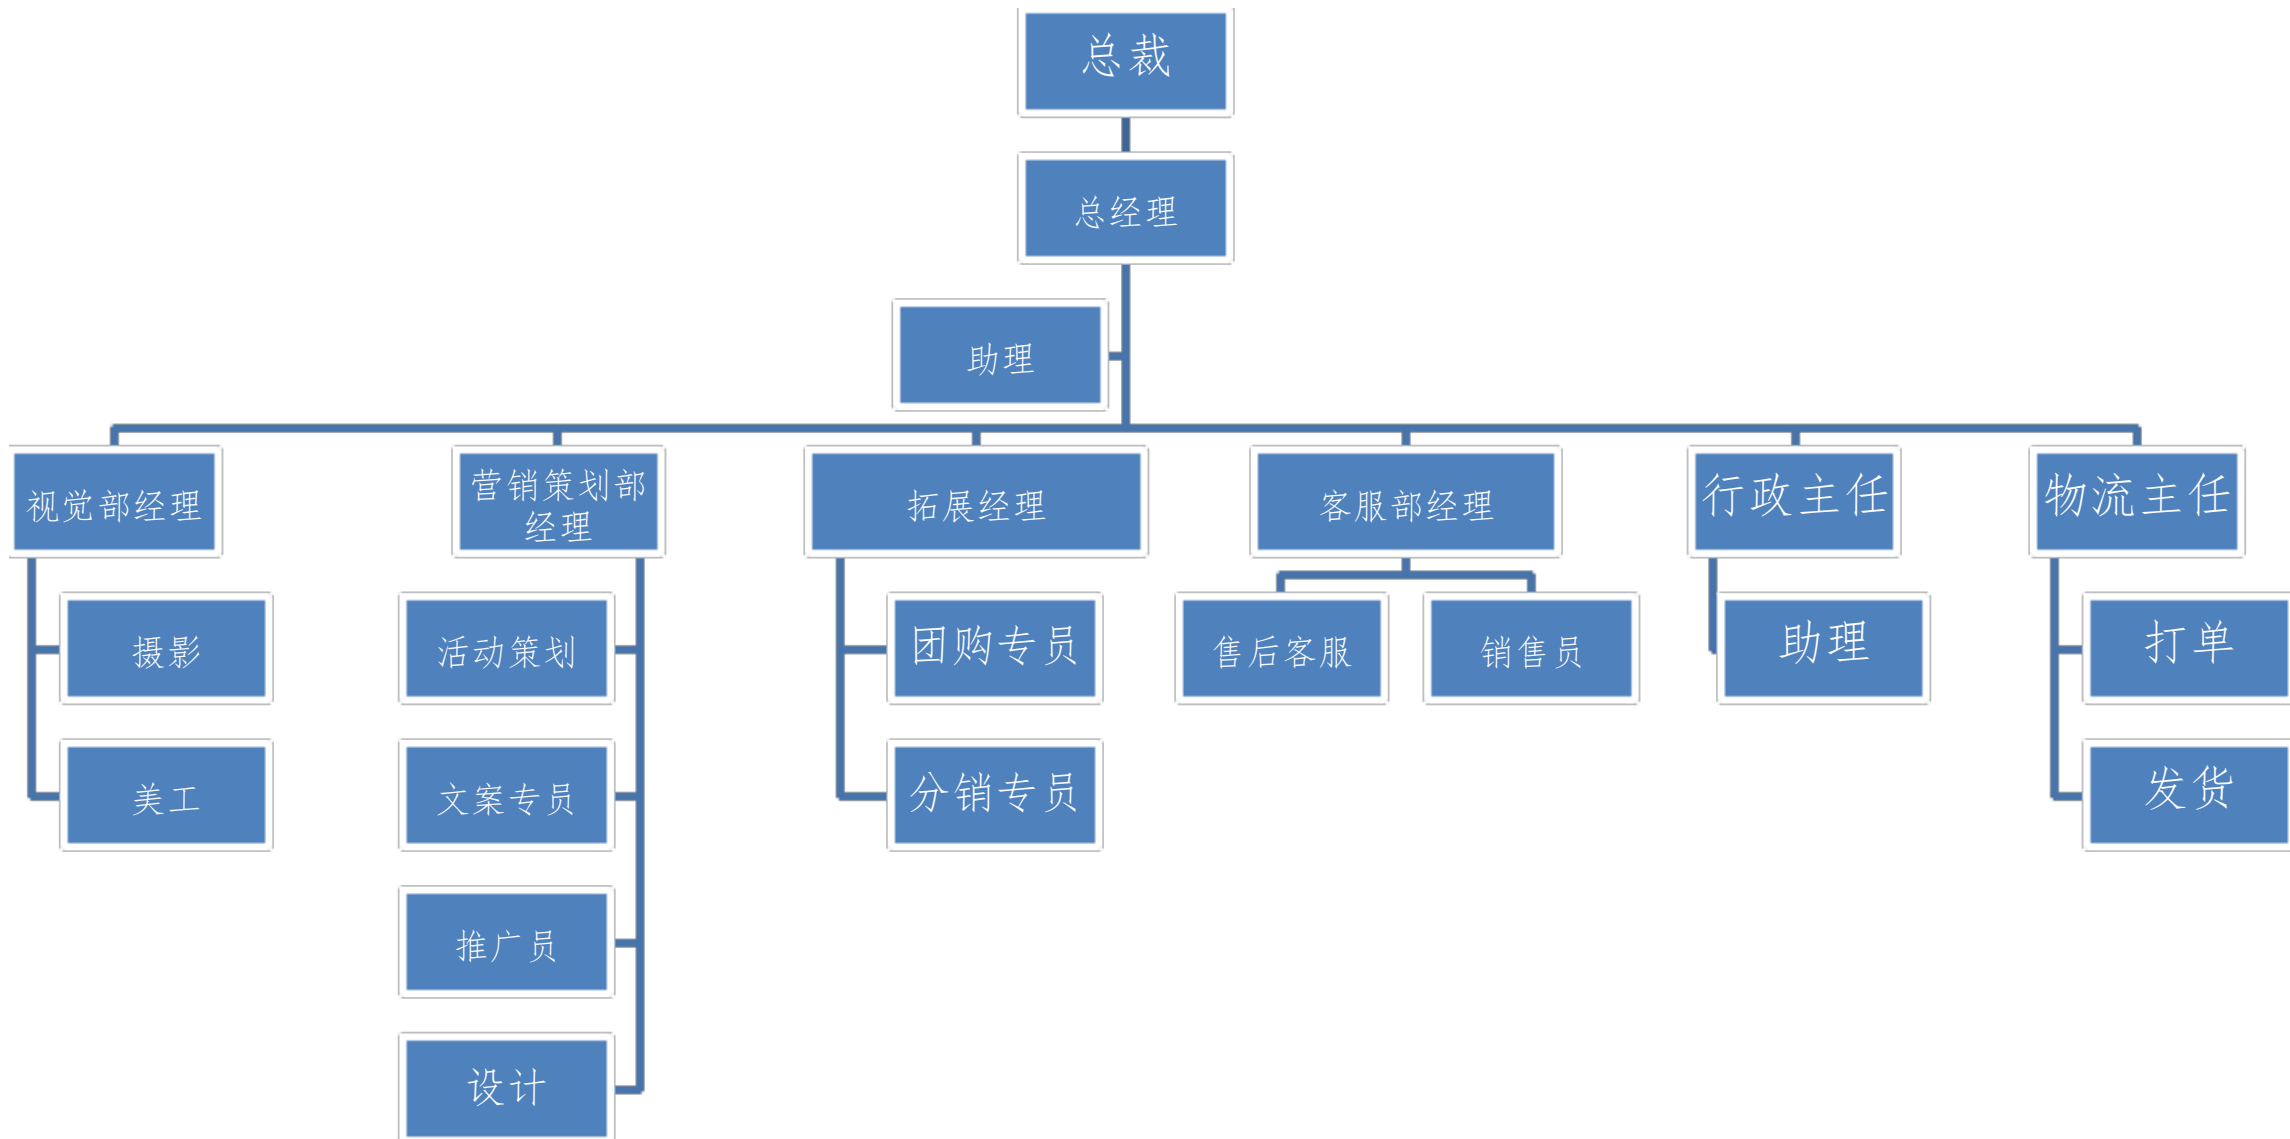 总裁
总经理
助理
视觉部经理
营销策划部
经理
拓展经理
客服部经理
行政主任
物流主任
摄影
活动策划
团购专员
售后客服
销售员
助理
打单
美工
文案专员
分销专员
发货
推广员
设计